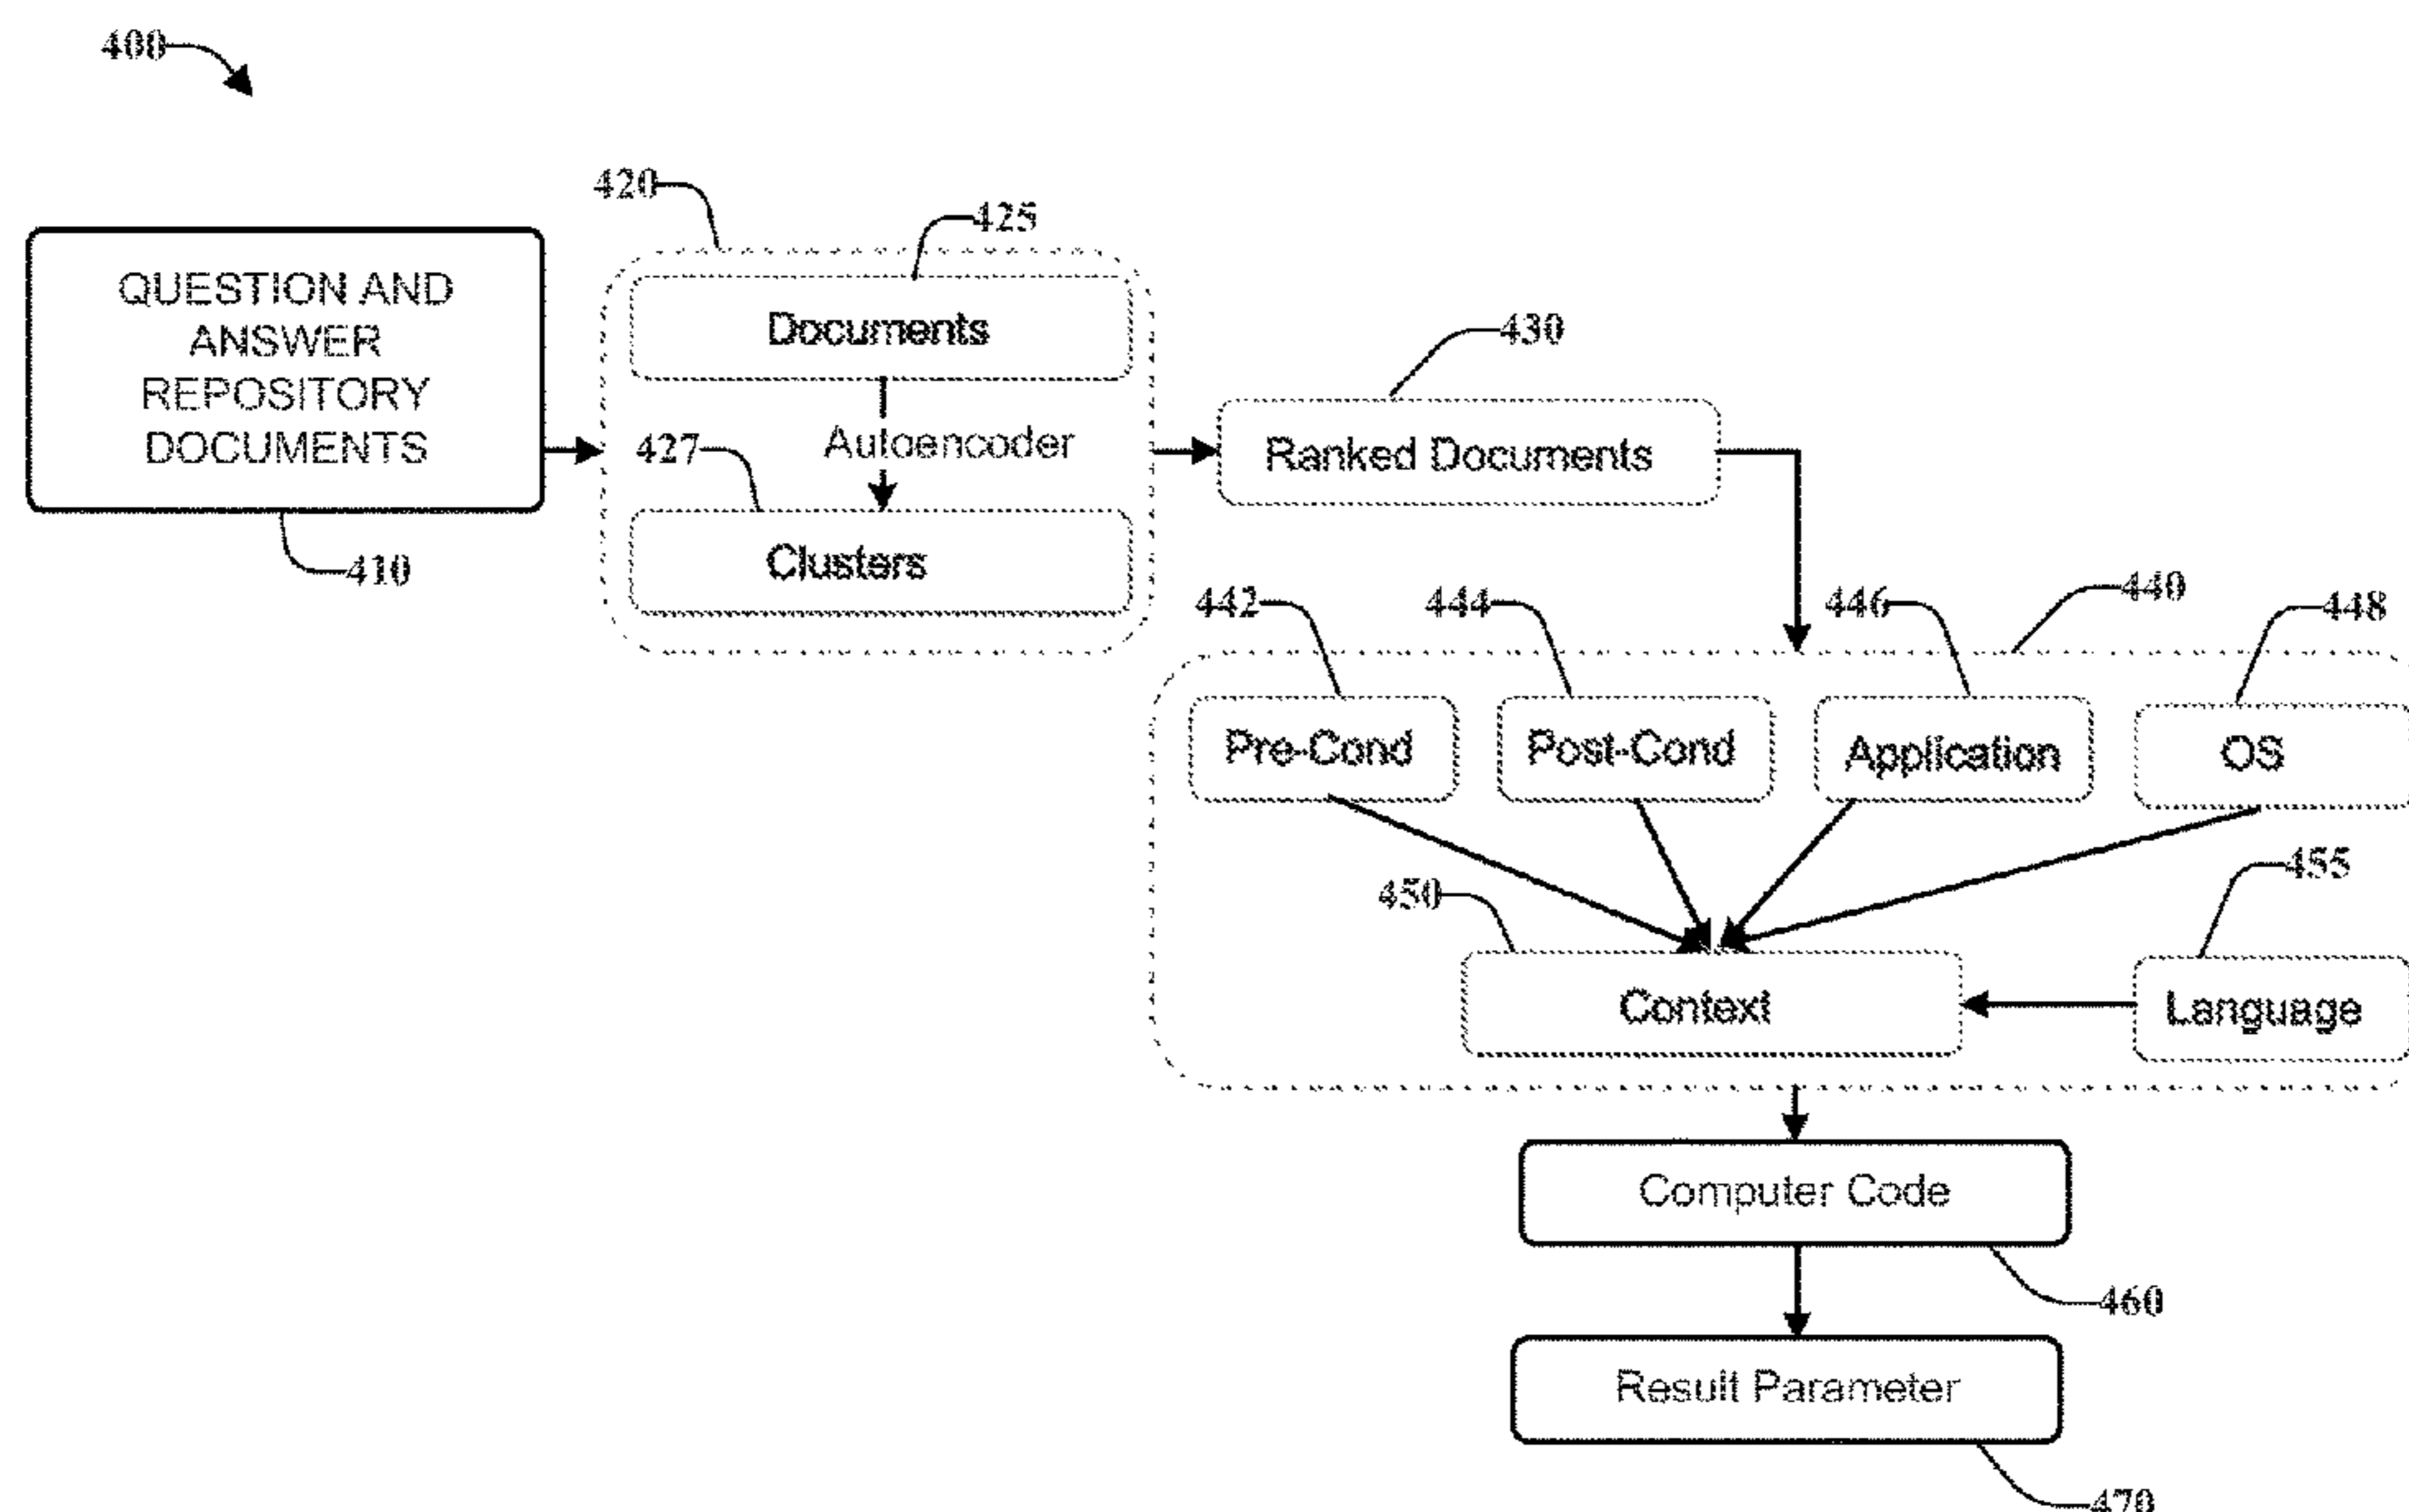 400
420
425
QUESTION AND
ANSWER
REPOSITORY
DOCUMENTS
Documents
430
427
Autoencoder
Ranked Documents
410
Clusters
442
444
446
440
448
Pre-Cond
Post-Cond
Application
OS
450
455
Context
Language
Computer Code
460
Result Parameter
470